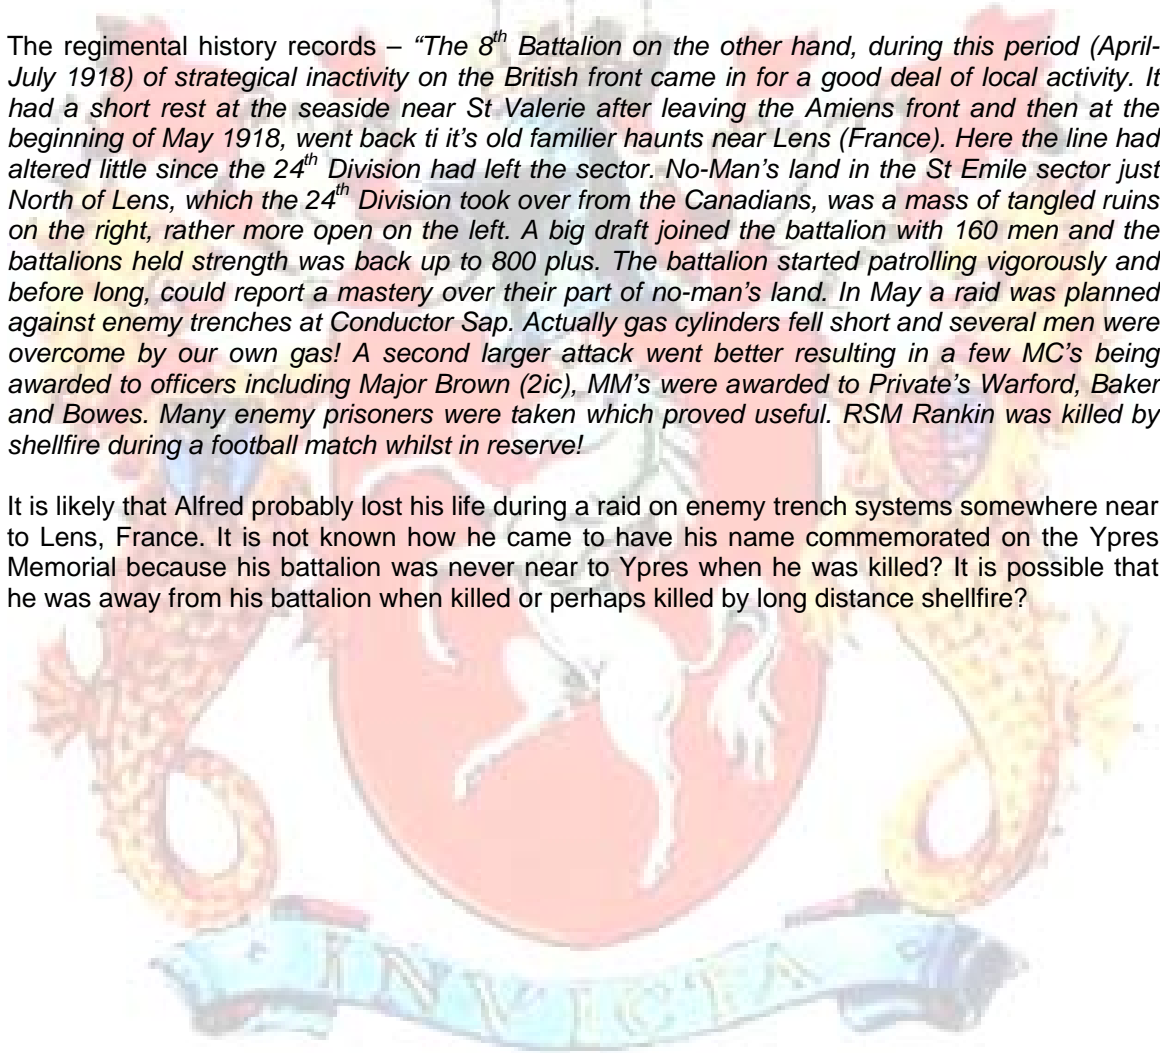 The regimental history records – “The 8th Battalion on the other hand, during this period (April-
July 1918) of strategical inactivity on the British front came in for a good deal of local activity. It
had a short rest at the seaside near St Valerie after leaving the Amiens front and then at the
beginning of May 1918, went back ti it’s old familier haunts near Lens (France). Here the line had
altered little since the 24th Division had left the sector. No-Man’s land in the St Emile sector just
North of Lens, which the 24th Division took over from the Canadians, was a mass of tangled ruins
on the right, rather more open on the left. A big draft joined the battalion with 160 men and the
battalions held strength was back up to 800 plus. The battalion started patrolling vigorously and
before long, could report a mastery over their part of no-man’s land. In May a raid was planned
against enemy trenches at Conductor Sap. Actually gas cylinders fell short and several men were
overcome by our own gas! A second larger attack went better resulting in a few MC’s being
awarded to officers including Major Brown (2ic), MM’s were awarded to Private’s Warford, Baker
and Bowes. Many enemy prisoners were taken which proved useful. RSM Rankin was killed by
shellfire during a football match whilst in reserve!
It is likely that Alfred probably lost his life during a raid on enemy trench systems somewhere near
to Lens, France. It is not known how he came to have his name commemorated on the Ypres
Memorial because his battalion was never near to Ypres when he was killed? It is possible that
he was away from his battalion when killed or perhaps killed by long distance shellfire?
INVICTA